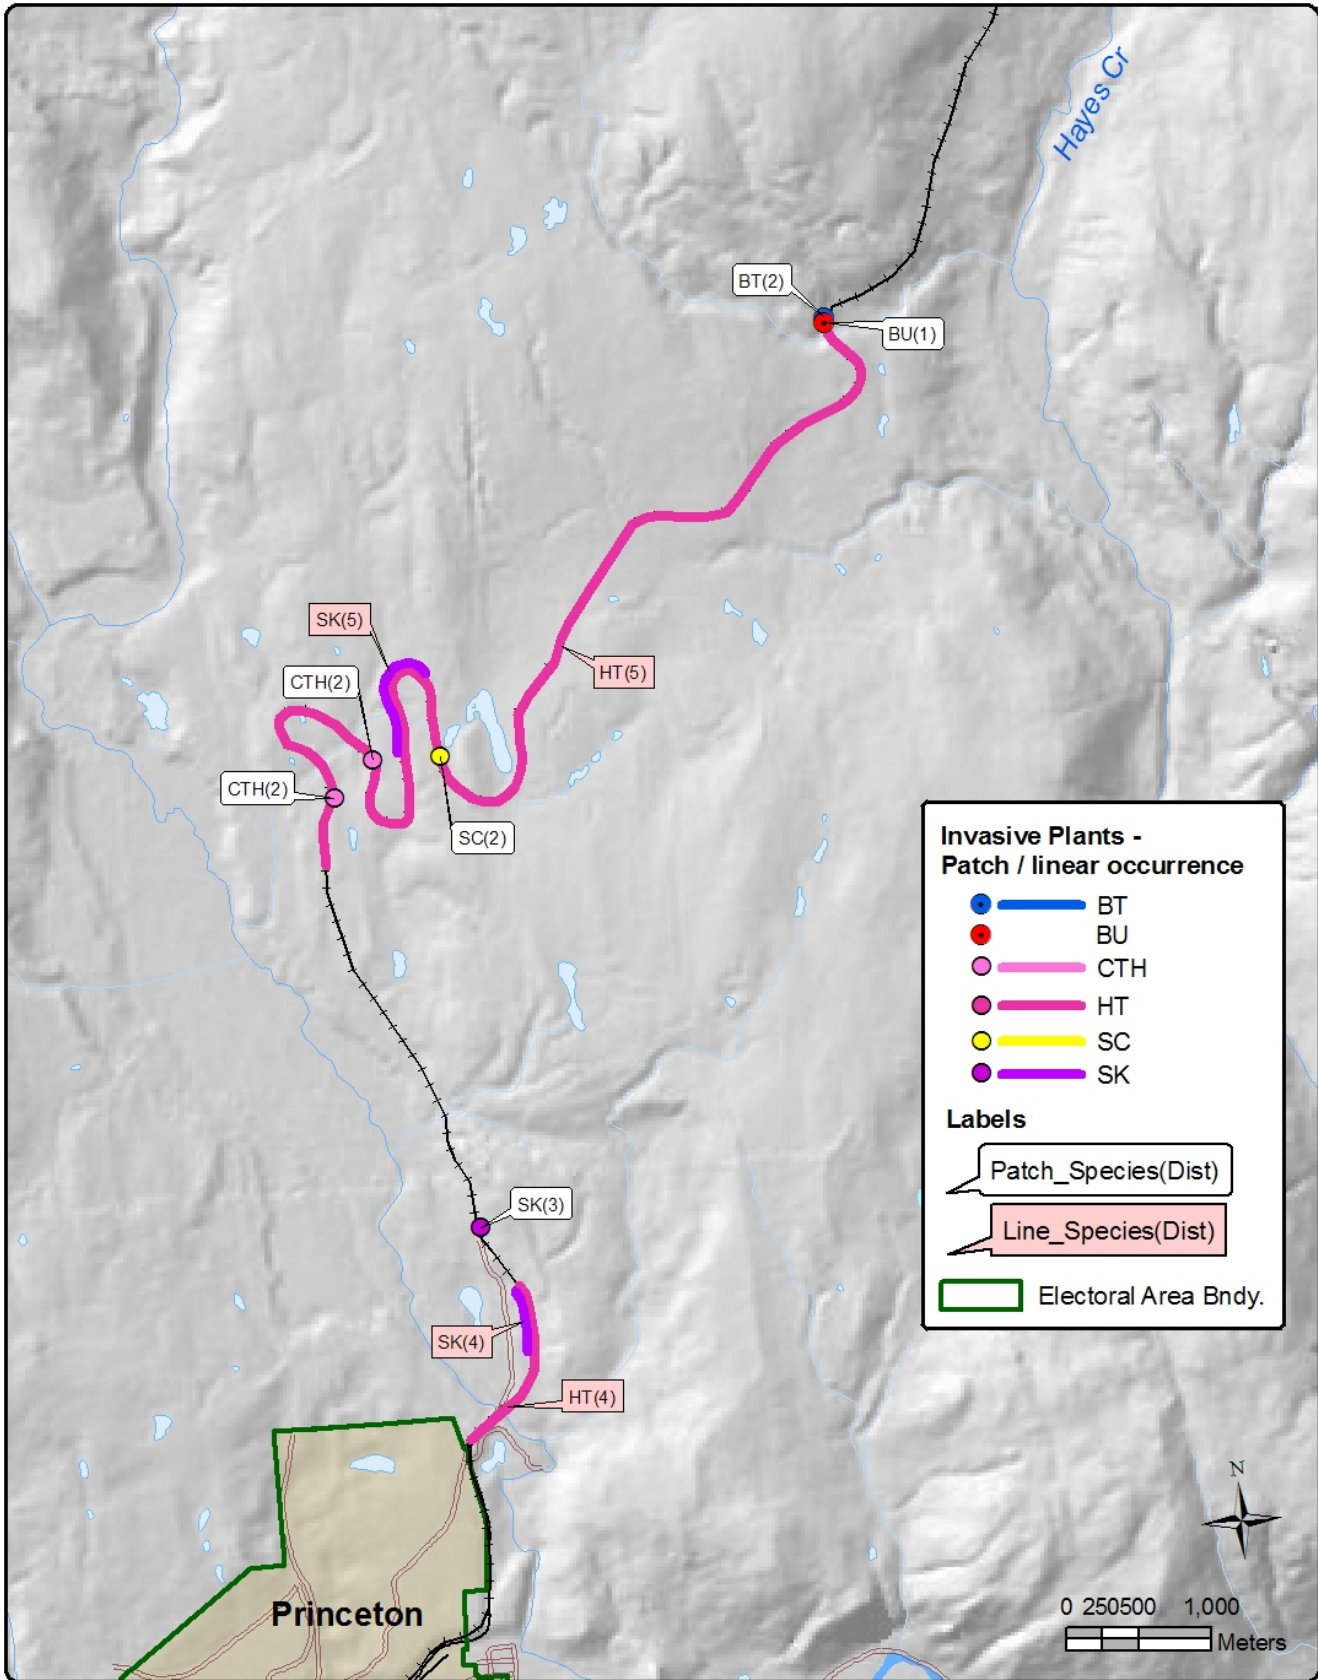 Hayes Cr
BT(2)
BU(1)
SK(5)
HT(5)
CTH(2)
CTH(2)
SC(2)
Invasive Plants -
Patch / linear occurrence
BT
BU
CTH
HT
SC
SK
Labels
Patch_Species(Dist)
Line_Species(Dist)
Electoral Area Bndy.
SK(3)
SK(4)
HT(4)
N
Princeton
0 250500 1,000
Meters